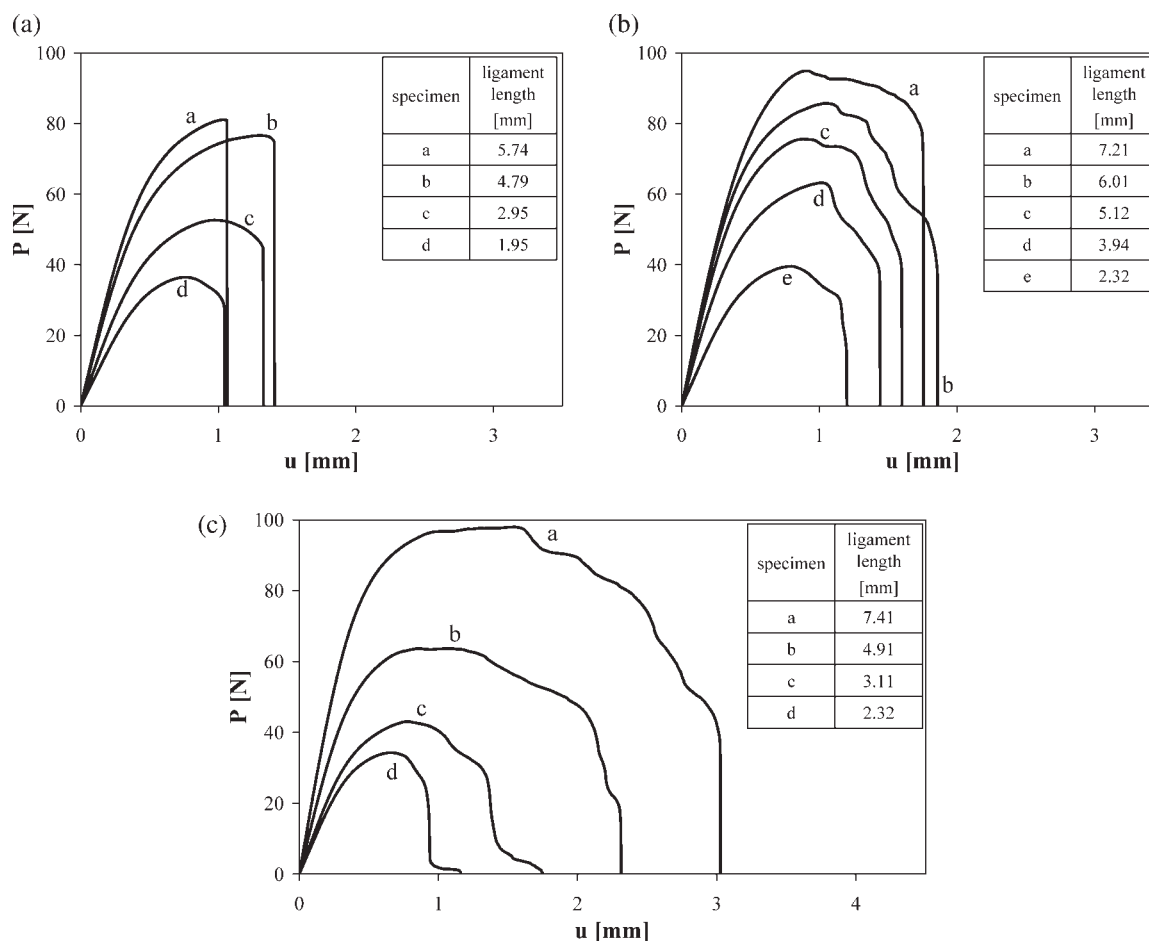 (a)
100
80
60
40
20
0
P [N]
0 1 2 3
u [mm]
a
b
c
d
specimen ligament length [mm]
a 5.74
b 4.79
c 2.95
d 1.95
(b)
100
80
60
40
20
0
P [N]
0 1 2 3
u [mm]
a
c
d
e
b
specimen ligament length [mm]
a 7.21
b 6.01
c 5.12
d 3.94
e 2.32
(c)
100
80
60
40
20
0
P [N]
0 1 2 3 4
u [mm]
a
b
c
d
specimen ligament length [mm]
a 7.41
b 4.91
c 3.11
d 2.32